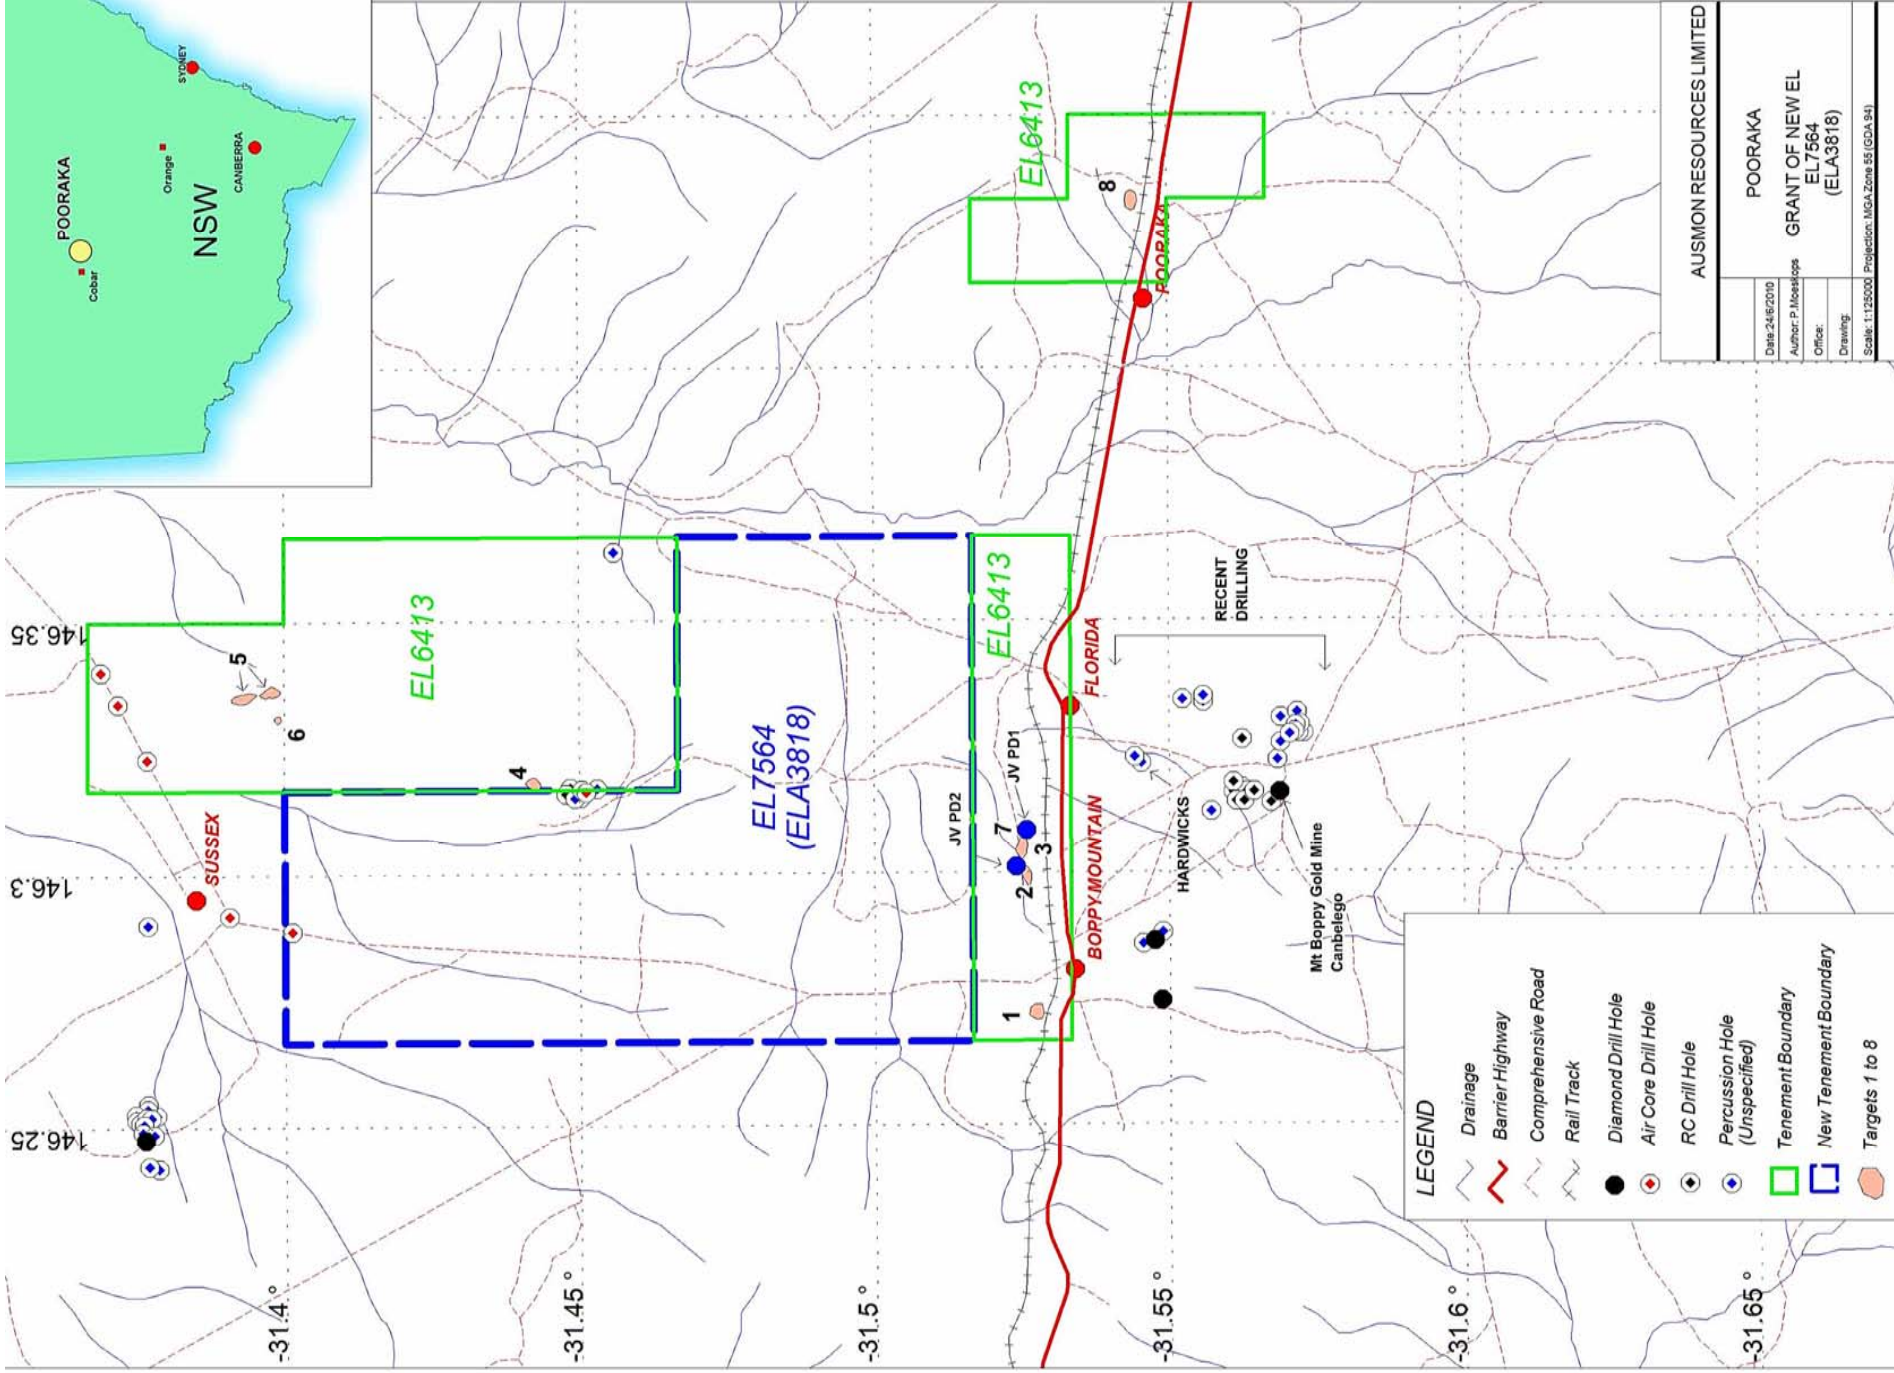 POORAKA
Cobar
Orange
NSW
SYDNEY
CANBERRA
146.25
146.3
146.35
-31.4 °
-31.45 °
-31.5 °
-31.55 °
-31.6 °
-31.65 °
SUSSEX
5
6
4
EL6413
EL7564
(ELA3818)
JV PD2
JV PD1
EL6413
1
2
3
7
BOPPY MOUNTAIN
FLORIDA
EL6413
8
POORAKA
HARDWICKS
RECENT
DRILLING
Mt Boppy Gold Mine
Canbelego
LEGEND
Drainage
Barrier Highway
Comprehensive Road
Rail Track
Diamond Drill Hole
Air Core Drill Hole
RC Drill Hole
Percussion Hole
(Unspecified)
Tenement Boundary
New Tenement Boundary
Targets 1 to 8
AUSMON RESOURCES LIMITED
POORAKA
GRANT OF NEW EL
EL7564
(ELA3818)
Date:24/6/2010
Author: P.Moeskops
Office:
Drawing:
Scale: 1:125000 Projection: MGA Zone 55 (GDA 94)